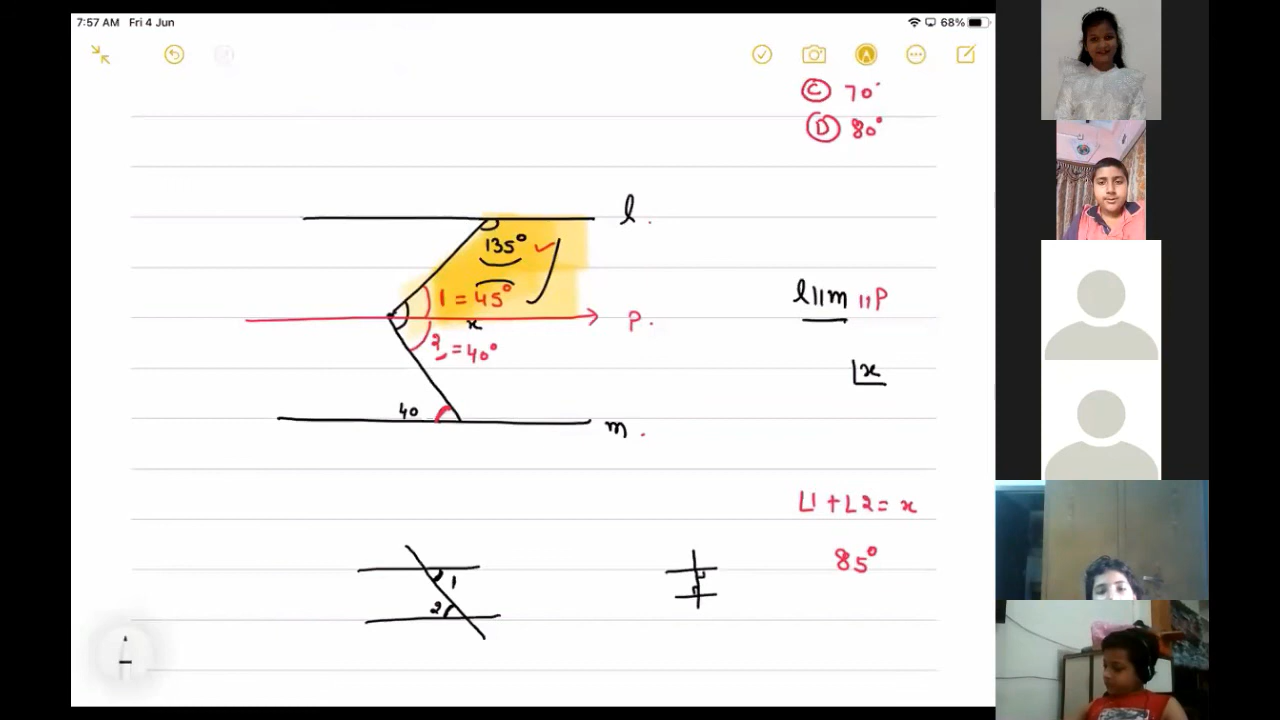 7:57 AM Fri 4 Jun
68%
C 70°
D 80°
l
135°
1 = 45°
x
p
2 = 40°
l || m || p
∠x
40
m
∠1 + ∠2 = x
85°
1
2